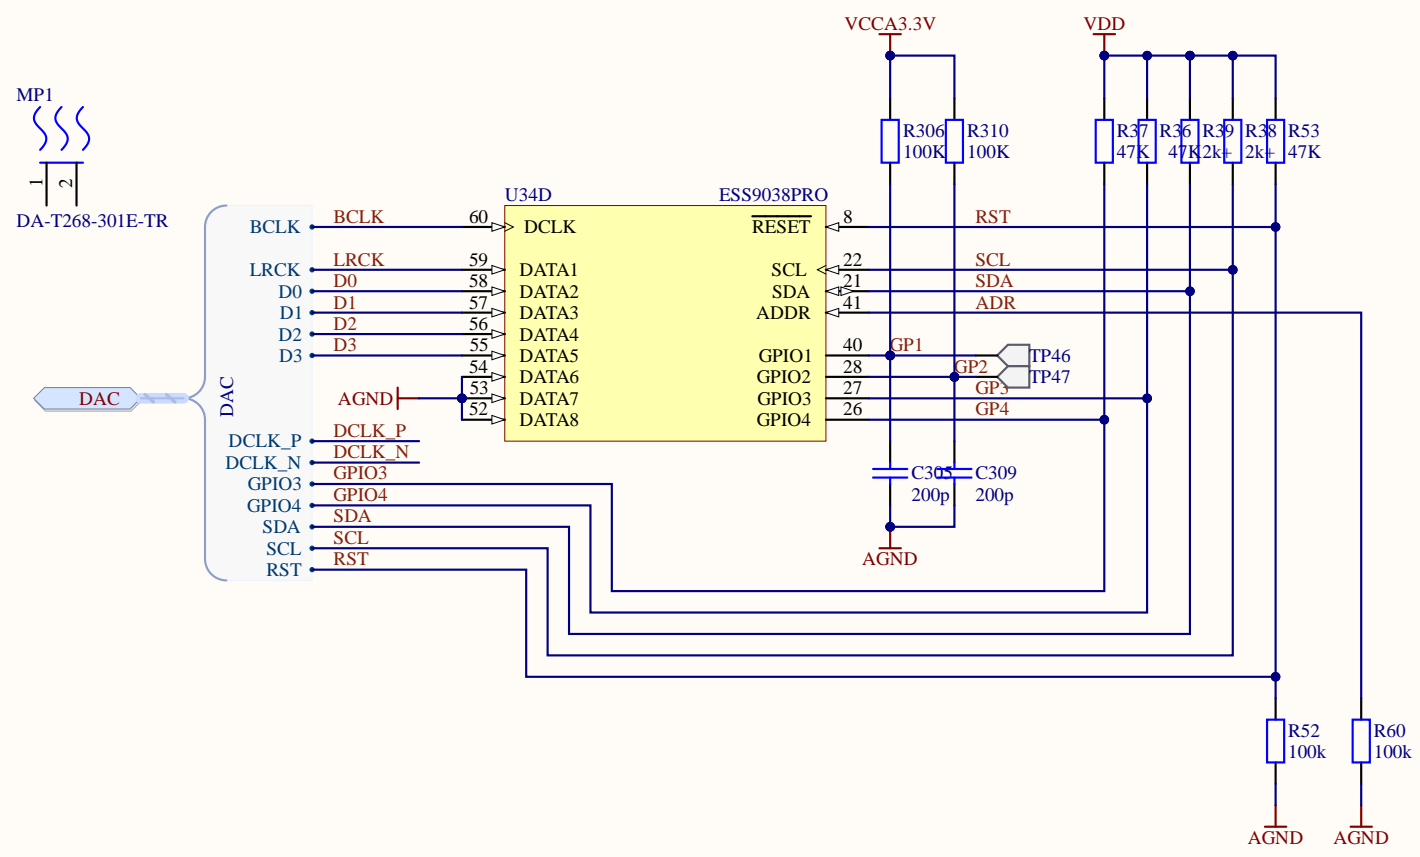 VCCA3.3V
VDD
MP1
1
2
DA-T268-301E-TR
R306
100K
R310
100K
R37
47K
R36
47K
R39
2k+
R38
2k+
R53
47K
U34D
ESS9038PRO
BCLK
BCLK
60
DCLK
RESET
8
RST
LRCK
LRCK
59
DATA1
SCL
22
SCL
D0
D0
58
DATA2
SDA
21
SDA
D1
D1
57
DATA3
ADDR
41
ADR
D2
D2
56
DATA4
D3
D3
55
DATA5
GPIO1
40
GP1
TP46
54
DATA6
GPIO2
28
GP2
TP47
DAC
DAC
AGND
53
DATA7
GPIO3
27
GP3
52
DATA8
GPIO4
26
GP4
DCLK_P
DCLK_P
DCLK_N
DCLK_N
GPIO3
GPIO3
GPIO4
GPIO4
SDA
SDA
SCL
SCL
RST
RST
C305
200p
C309
200p
AGND
R52
100k
R60
100k
AGND
AGND